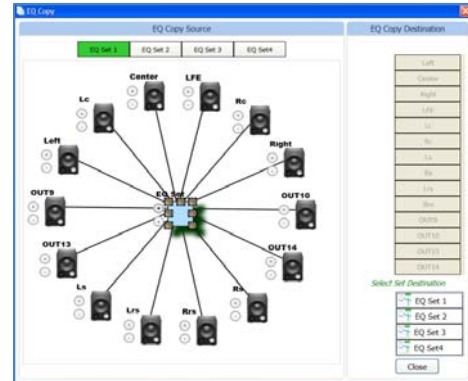 EQ Copy
EQ Copy Source
EQ Copy Destination
EQ Set 1
EQ Set 2
EQ Set 3
EQ Set4
Center
LFE
Lc
Rc
Left
Right
EQ Set
OUT9
OUT10
OUT13
OUT14
Ls
Rs
Lrs
Rrs
Left
Center
Right
LFE
Lc
Rc
Ls
Rs
Lrs
Rrs
OUT9
OUT10
OUT13
OUT14
Select Set Destination
EQ Set 1
EQ Set 2
EQ Set 3
EQ Set4
Close